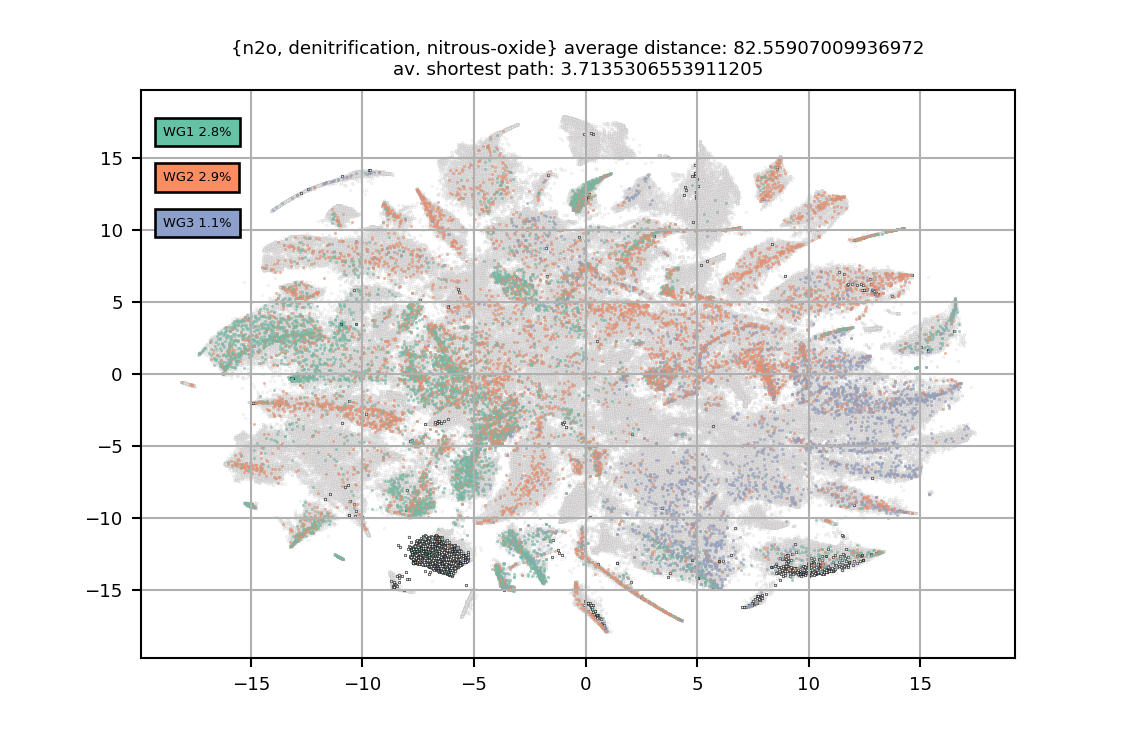 {n2o, denitrification, nitrous-oxide} average distance: 82.55907009936972
av. shortest path: 3.7135306553911205
WG1 2.8%
WG2 2.9%
WG3 1.1%
15
10
5
0
−5
−10
−15
−15 −10 −5 0 5 10 15